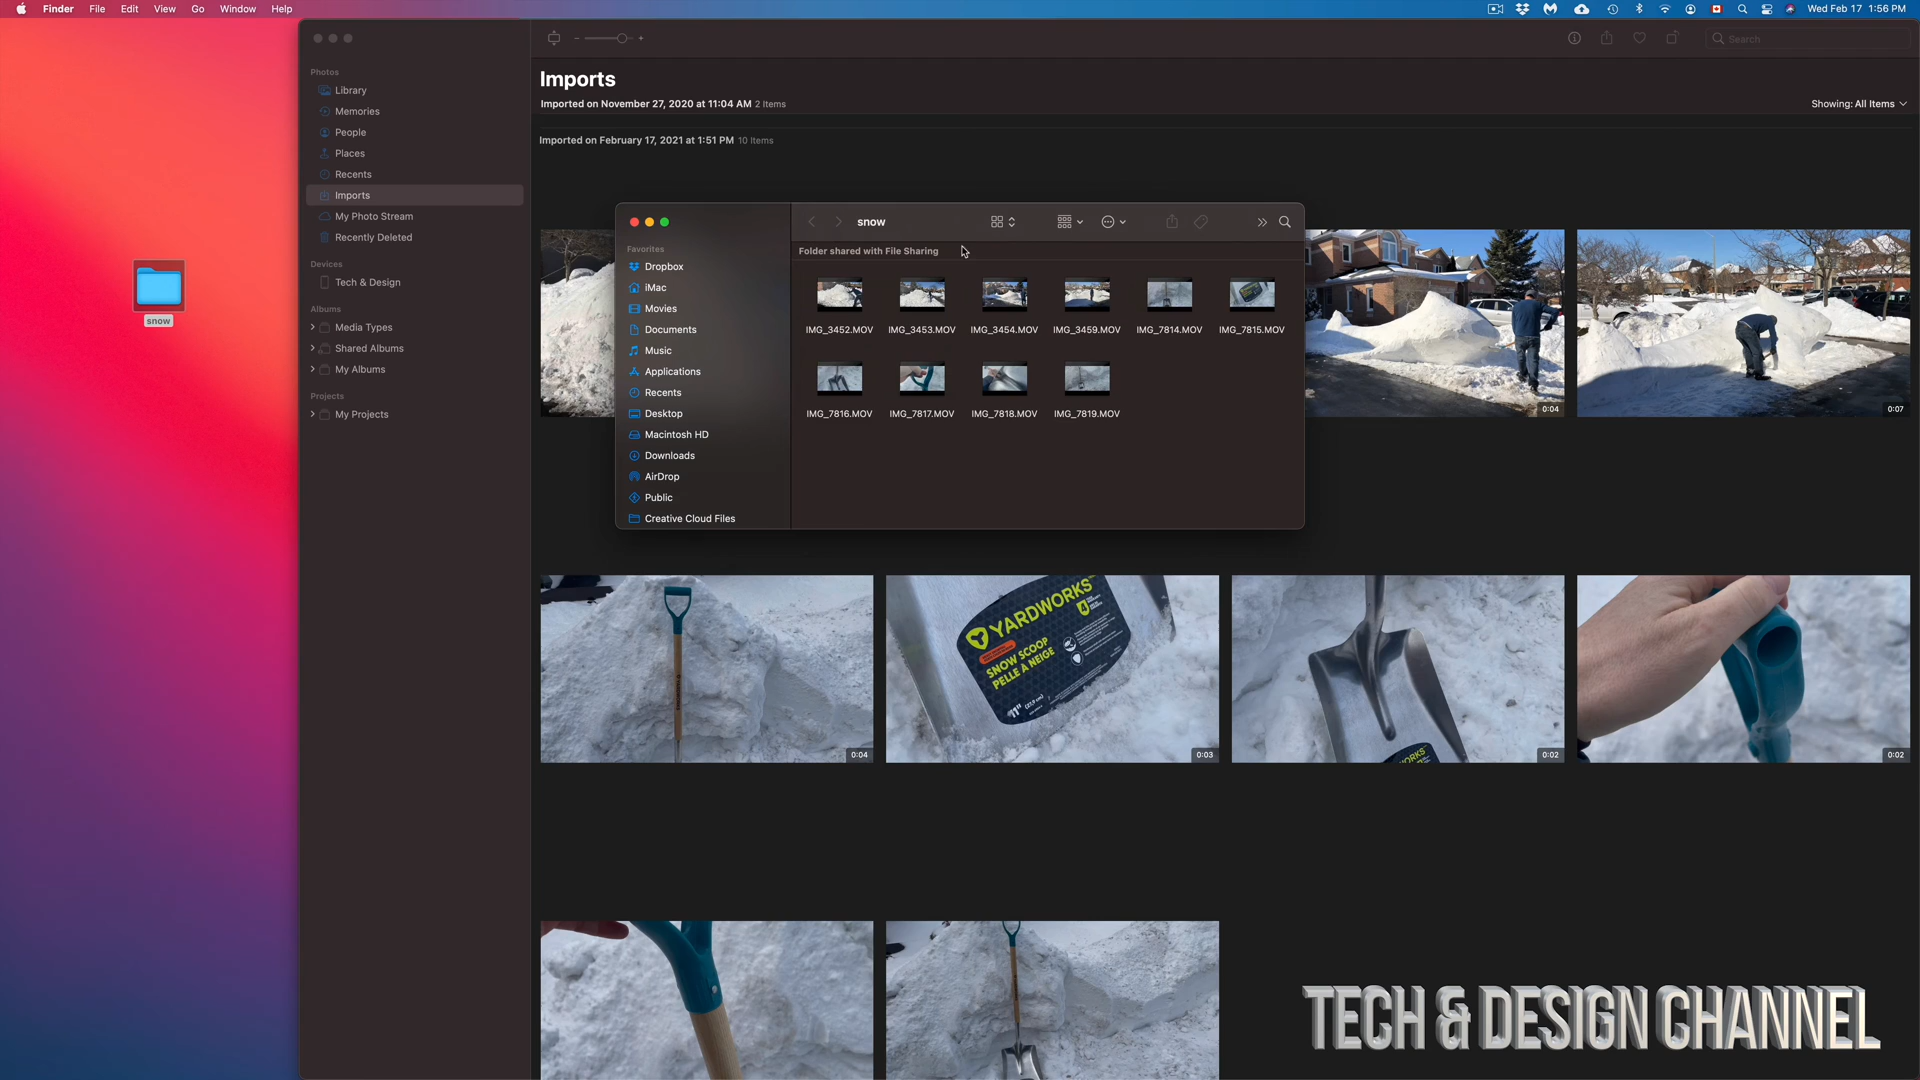 Finder File Edit View Go Window Help
Wed Feb 17 1:56 PM
Search
Photos
Library
Memories
People
Places
Recents
Imports
My Photo Stream
Recently Deleted
Devices
Tech & Design
Albums
Media Types
Shared Albums
My Albums
Projects
My Projects
Imports
Imported on November 27, 2020 at 11:04 AM 2 Items
Showing: All Items
Imported on February 17, 2021 at 1:51 PM 10 Items
snow
snow
Favorites
Dropbox
iMac
Movies
Documents
Music
Applications
Recents
Desktop
Macintosh HD
Downloads
AirDrop
Public
Creative Cloud Files
Folder shared with File Sharing
IMG_3452.MOV IMG_3453.MOV IMG_3454.MOV IMG_3459.MOV IMG_7814.MOV IMG_7815.MOV
IMG_7816.MOV IMG_7817.MOV IMG_7818.MOV IMG_7819.MOV
0:04
0:07
YARDWORKS
SNOW SCOOP
PELLE À NEIGE
11"
0:04
0:03
0:02
0:02
TECH & DESIGN CHANNEL